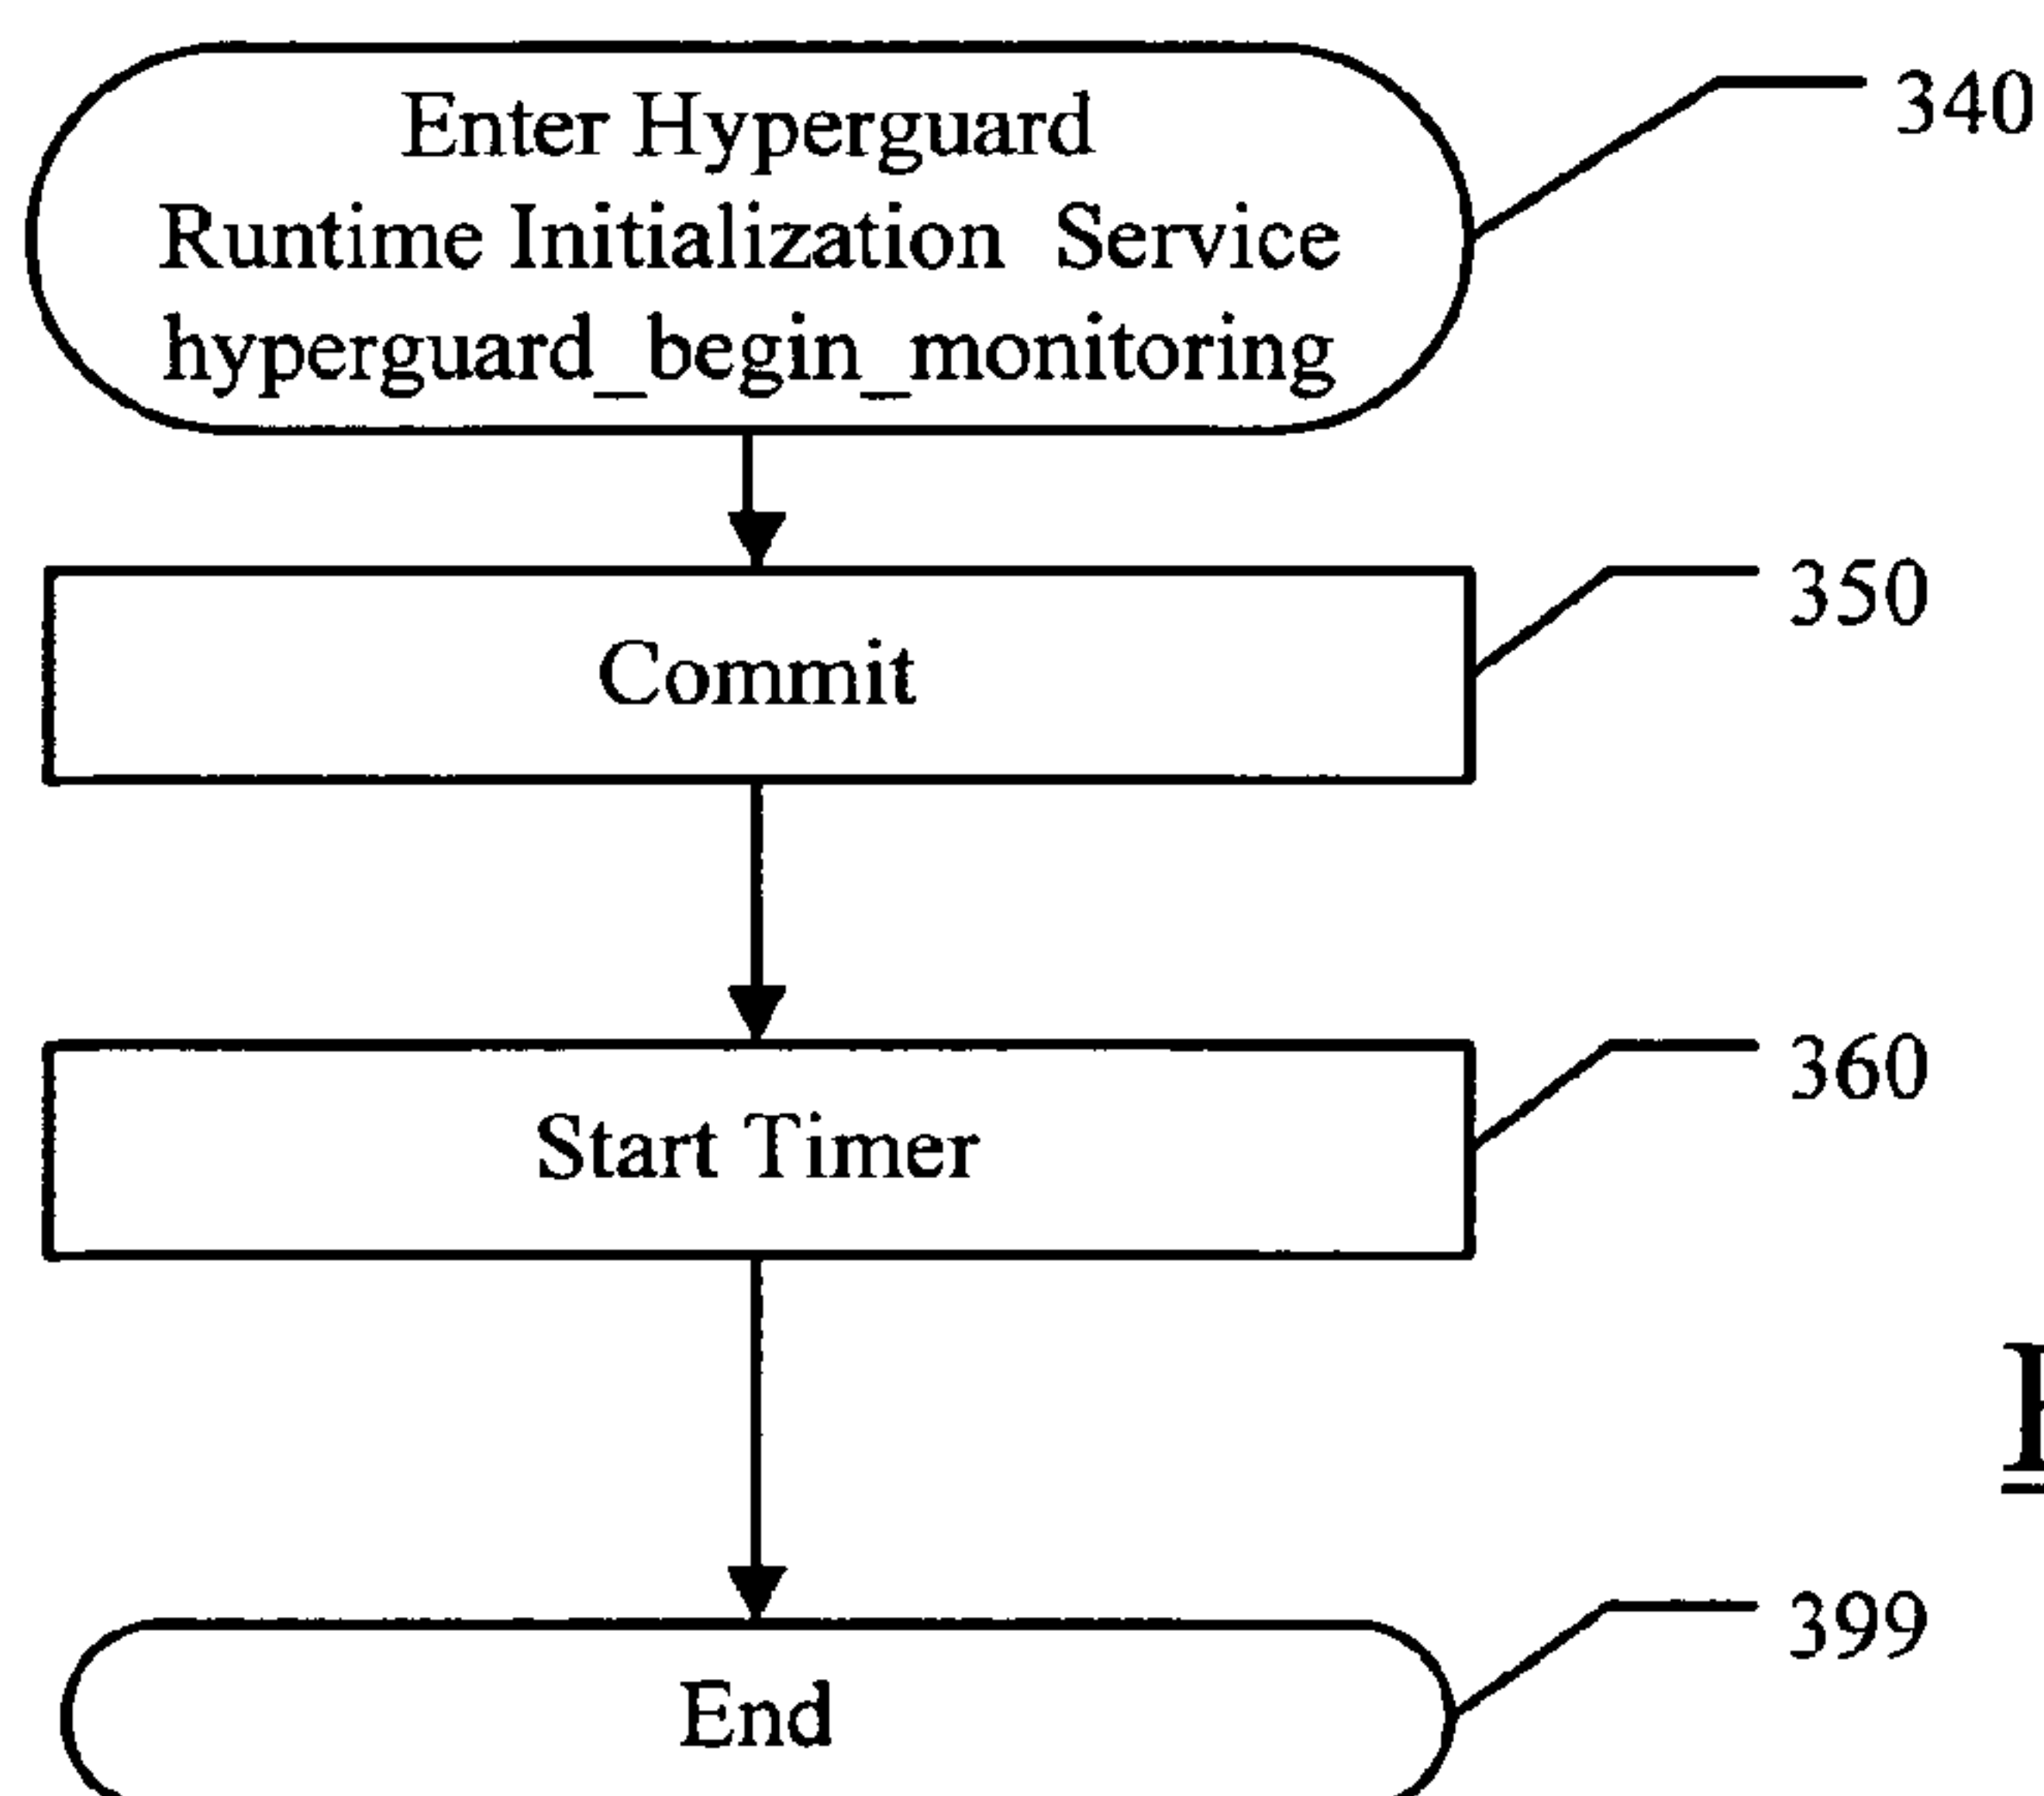 Enter Hyperguard
Runtime Initialization Service
hyperguard_begin_monitoring
340
Commit
350
Start Timer
360
End
399